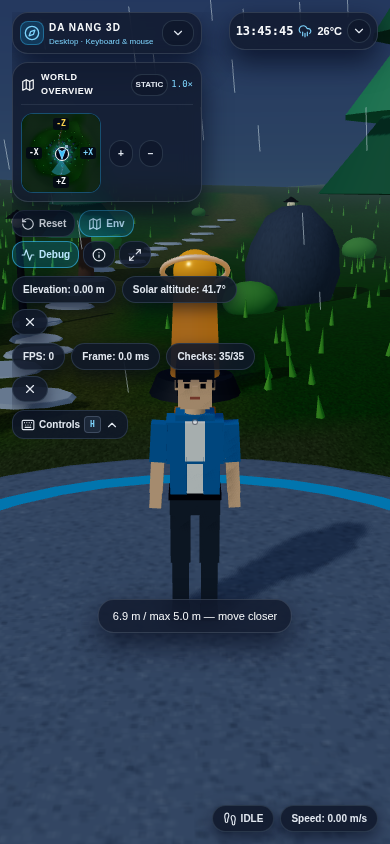 DA NANG 3D
Desktop · Keyboard & mouse
13:45:45 26°C
WORLD OVERVIEW
STATIC 1.0×
-Z
-X +X
+Z
+ −
Reset Env
Debug
Elevation: 0.00 m Solar altitude: 41.7°
FPS: 0 Frame: 0.0 ms Checks: 35/35
Controls H
6.9 m / max 5.0 m — move closer
IDLE Speed: 0.00 m/s